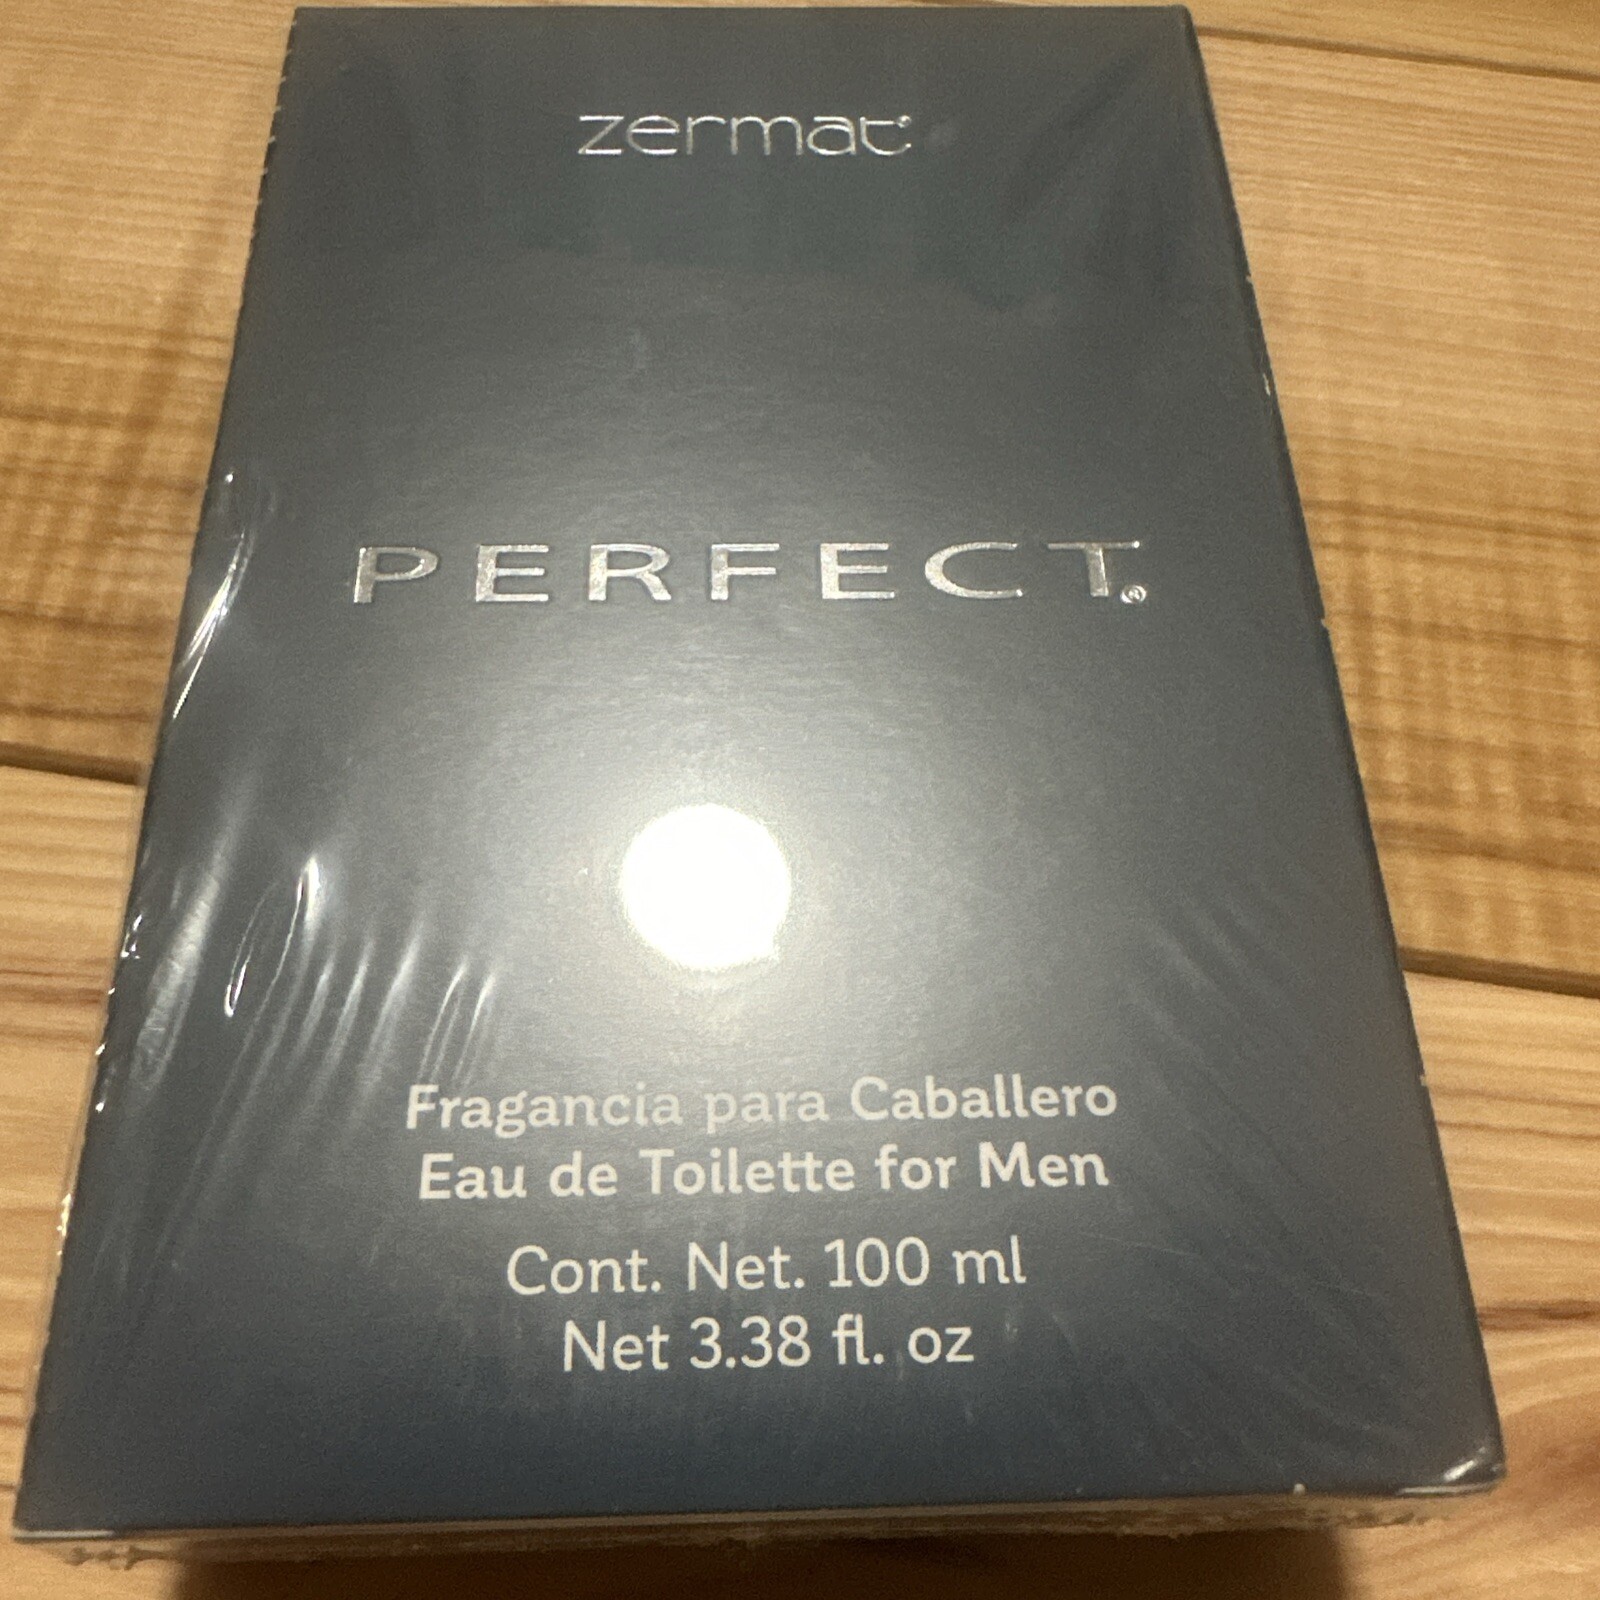 zermat®
PERFECT®
Fragancia para Caballero
Eau de Toilette for Men
Cont. Net. 100 ml
Net 3.38 fl. oz